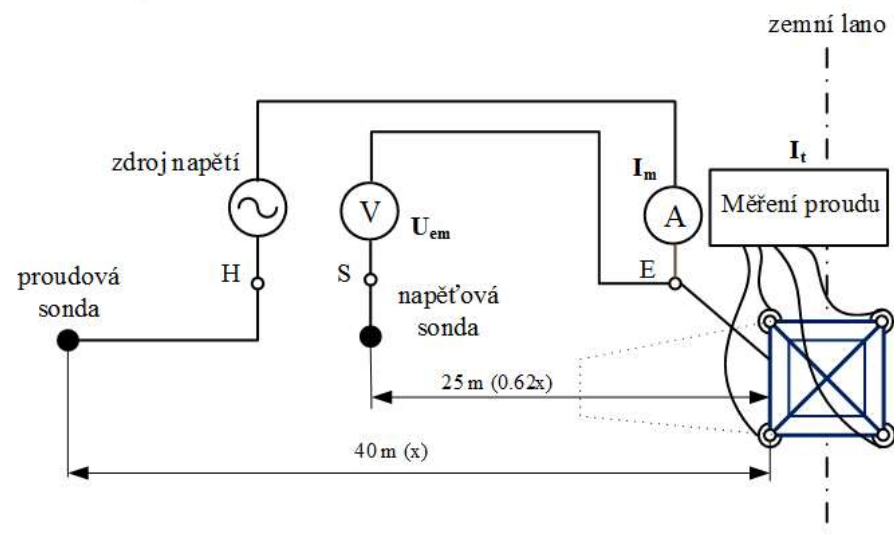 zemní lano
zdroj napětí
I_t
I_m
Měření proudu
V
A
U_em
H
S
E
proudová
sonda
napěťová
sonda
25 m (0.62x)
40 m (x)